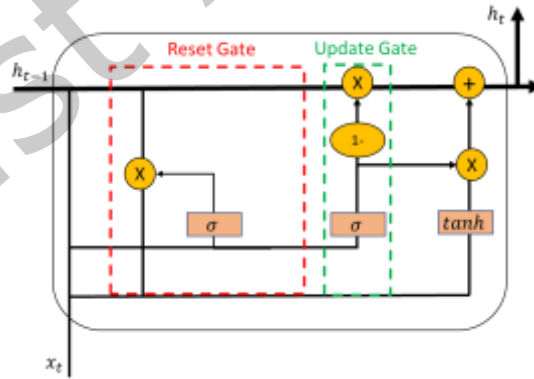 h_t
Reset Gate
Update Gate
h_{t-1}
X
+
1-
X
X
σ
σ
tanh
x_t